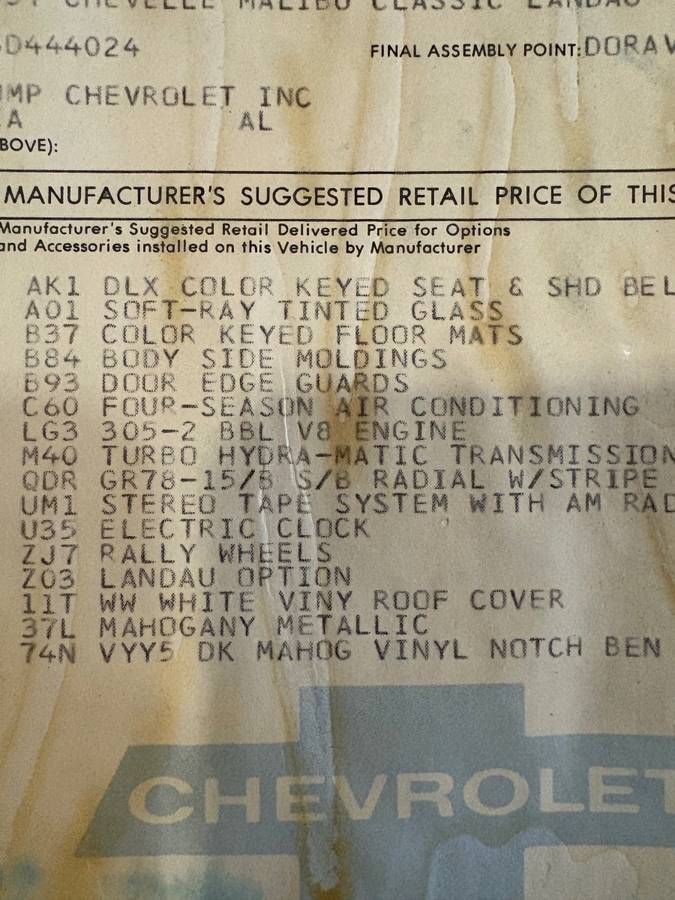 CHEVELLE MALIBU CLASSIC LANDAU
D444024
FINAL ASSEMBLY POINT: DORAV
MP CHEVROLET INC
A AL
BOVE):
MANUFACTURER'S SUGGESTED RETAIL PRICE OF THIS
Manufacturer's Suggested Retail Delivered Price for Options
and Accessories installed on this Vehicle by Manufacturer
AK1 DLX COLOR KEYED SEAT & SHD BEL
A01 SOFT-RAY TINTED GLASS
B37 COLOR KEYED FLOOR MATS
B84 BODY SIDE MOLDINGS
B93 DOOR EDGE GUARDS
C60 FOUR-SEASON AIR CONDITIONING
LG3 305-2 BBL V8 ENGINE
M40 TURBO HYDRA-MATIC TRANSMISSION
QDR GR78-15/B S/B RADIAL W/STRIPE
UM1 STEREO TAPE SYSTEM WITH AM RAD
U35 ELECTRIC CLOCK
ZJ7 RALLY WHEELS
Z03 LANDAU OPTION
11T WW WHITE VINY ROOF COVER
37L MAHOGANY METALLIC
74N VYY5 DK MAHOG VINYL NOTCH BEN
CHEVROLET